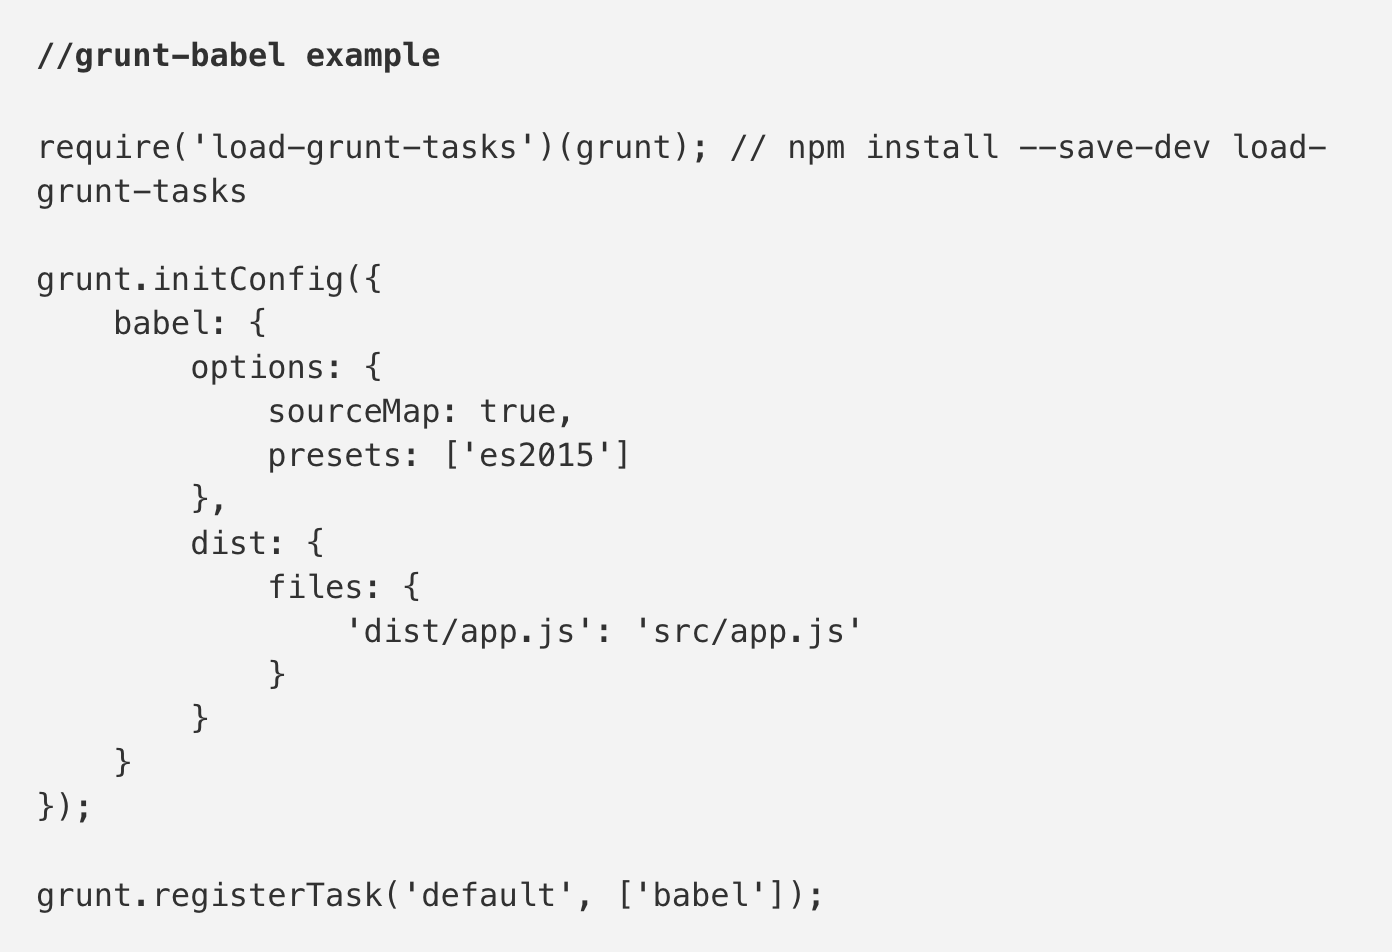 //grunt-babel example
require('load-grunt-tasks')(grunt); // npm install --save-dev load-
grunt-tasks
grunt.initConfig({
    babel: {
        options: {
            sourceMap: true,
            presets: ['es2015']
        },
        dist: {
            files: {
                'dist/app.js': 'src/app.js'
            }
        }
    }
});
grunt.registerTask('default', ['babel']);